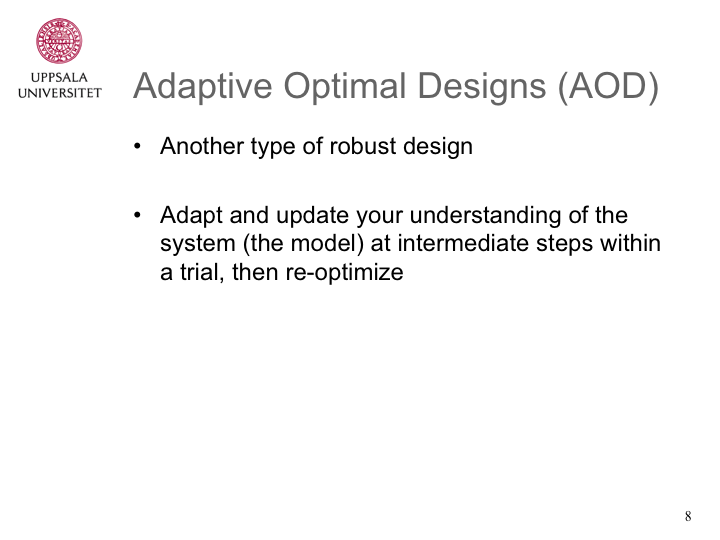 UPPSALA
UNIVERSITET
Adaptive Optimal Designs (AOD)
• Another type of robust design
• Adapt and update your understanding of the
system (the model) at intermediate steps within
a trial, then re-optimize
8